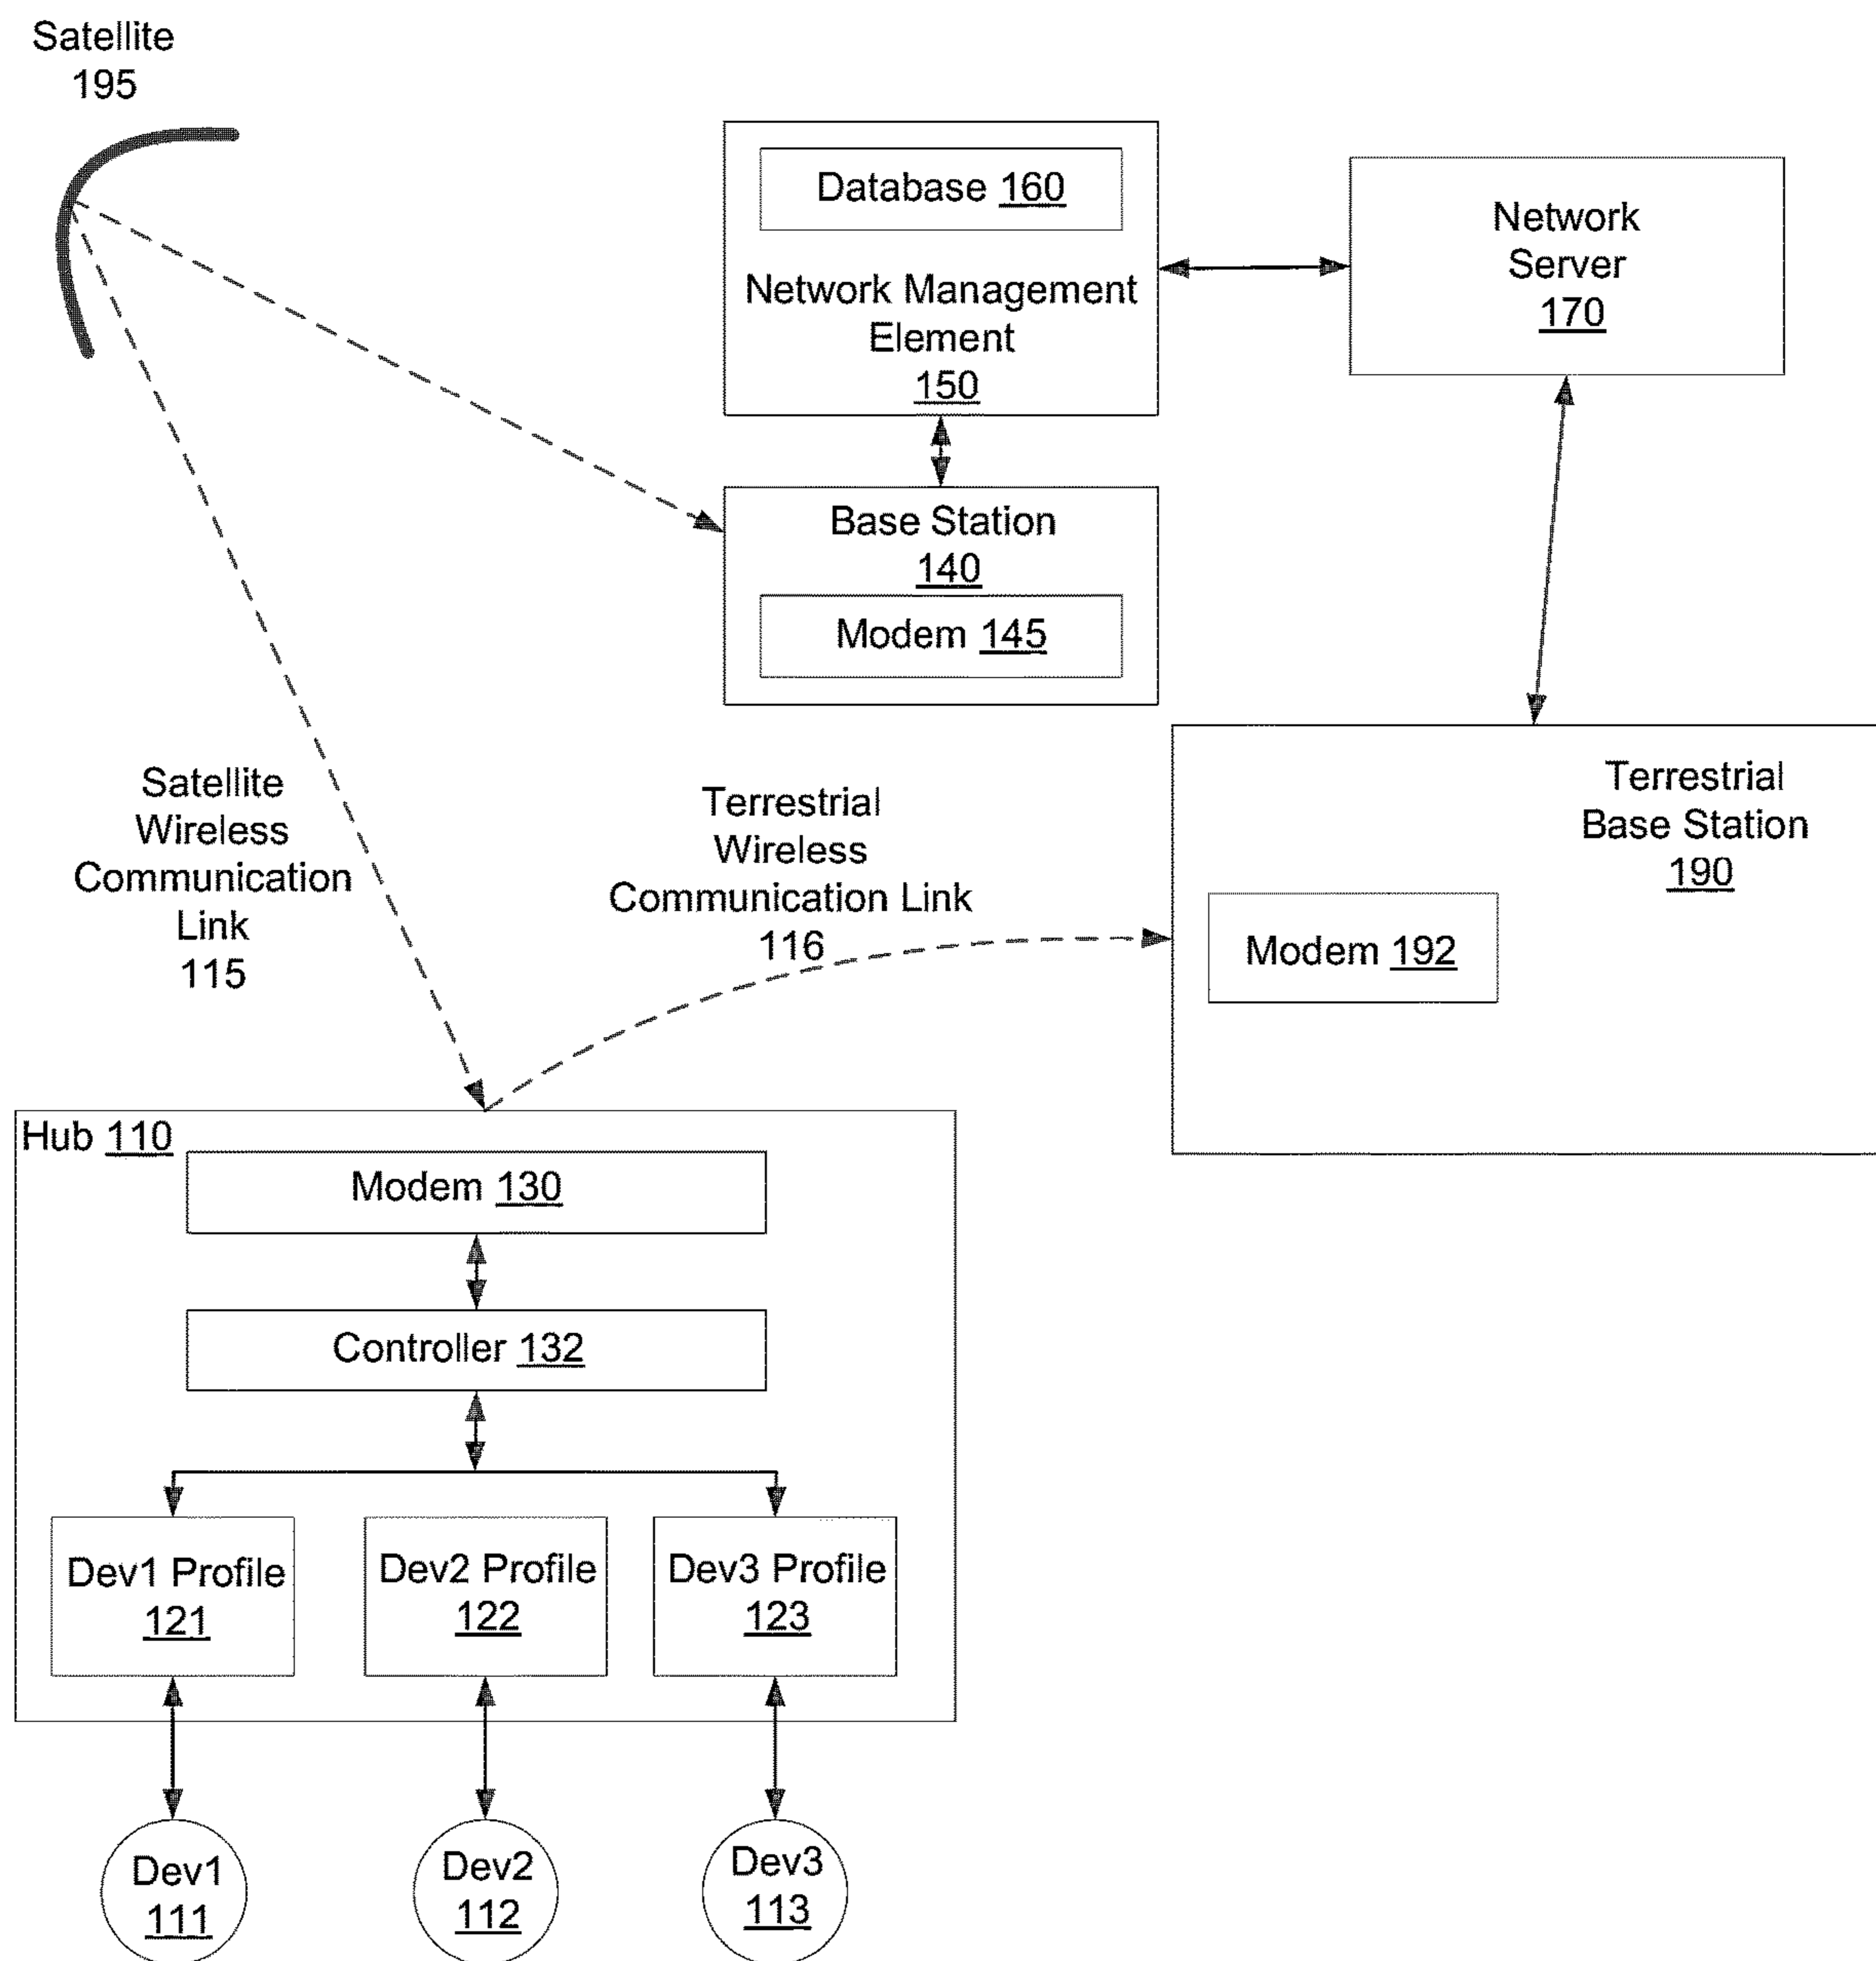 Satellite
195
Database 160
Network Management
Element
150
Network
Server
170
Base Station
140
Modem 145
Satellite
Wireless
Communication
Link
115
Terrestrial
Wireless
Communication Link
116
Terrestrial
Base Station
190
Modem 192
Hub 110
Modem 130
Controller 132
Dev1 Profile
121
Dev2 Profile
122
Dev3 Profile
123
Dev1
111
Dev2
112
Dev3
113